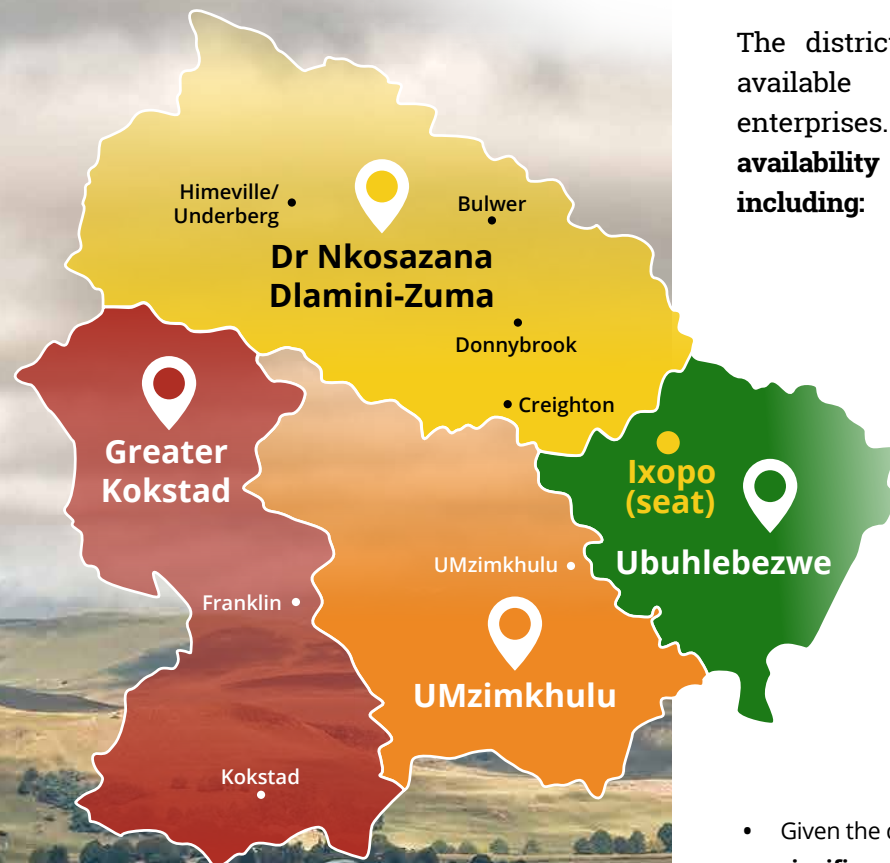 The district
available
enterprises.
availability
including:
Himeville/
Underberg
Bulwer
Dr Nkosazana
Dlamini-Zuma
Donnybrook
Creighton
Greater
Kokstad
Ixopo
(seat)
Ubuhlebezwe
UMzimkhulu
Franklin
UMzimkhulu
Kokstad
• Given the